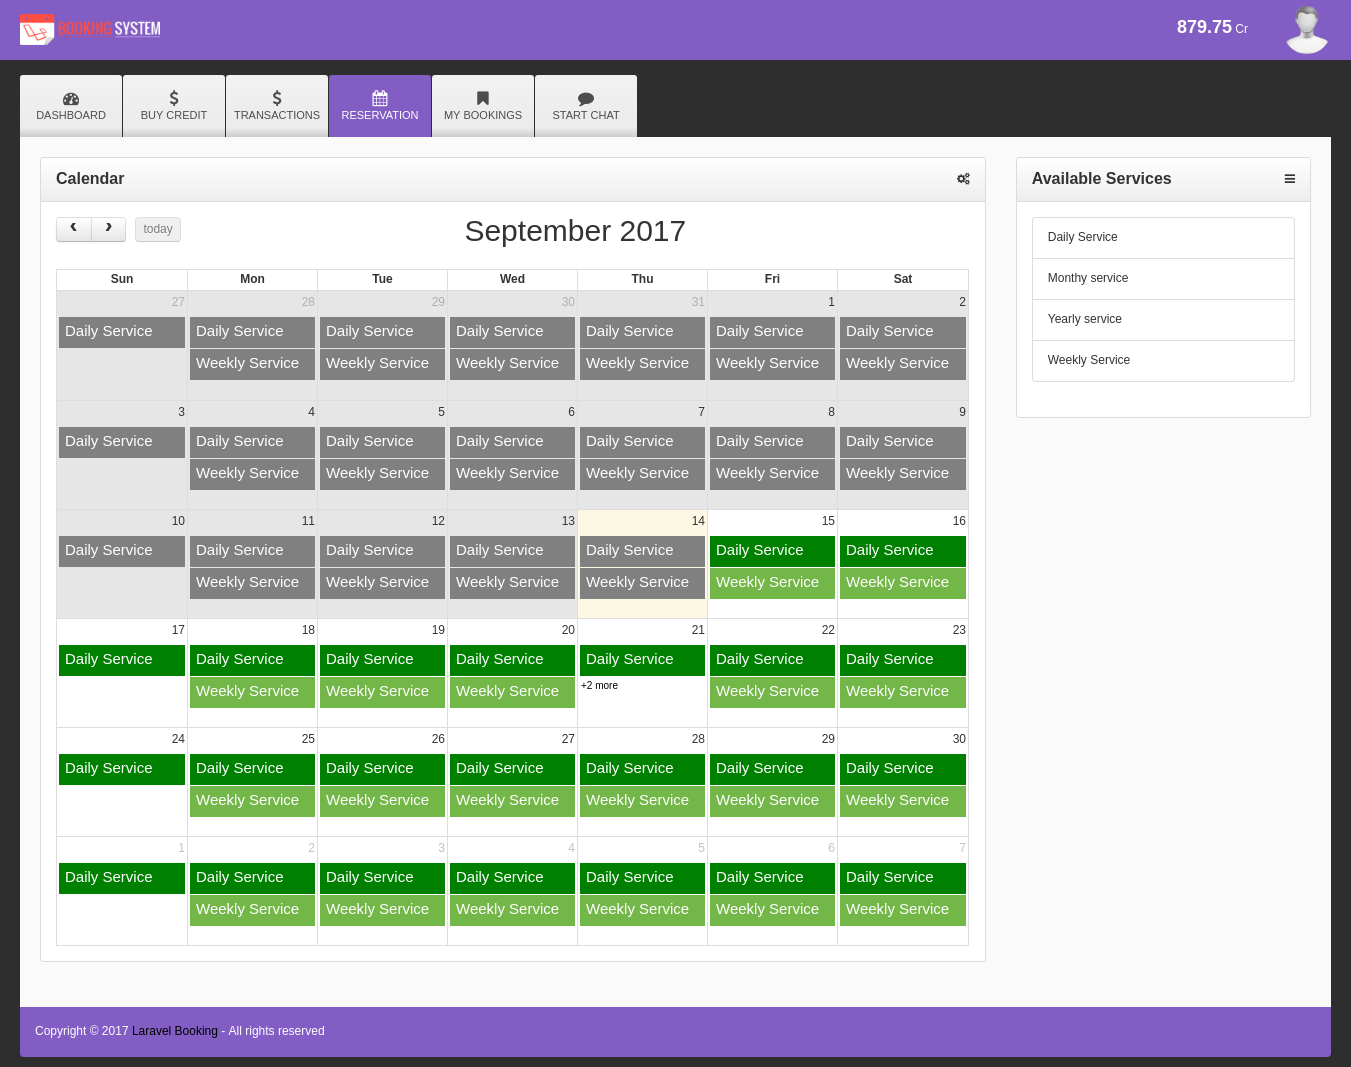 BOOKING SYSTEM
879.75 Cr
DASHBOARD
BUY CREDIT
TRANSACTIONS
RESERVATION
MY BOOKINGS
START CHAT
Calendar
today
September 2017
Sun Mon Tue Wed Thu Fri Sat
27 28 29 30 31 1 2
Daily Service Daily Service Daily Service Daily Service Daily Service Daily Service Daily Service
Weekly Service Weekly Service Weekly Service Weekly Service Weekly Service Weekly Service
3 4 5 6 7 8 9
Daily Service Daily Service Daily Service Daily Service Daily Service Daily Service Daily Service
Weekly Service Weekly Service Weekly Service Weekly Service Weekly Service Weekly Service
10 11 12 13 14 15 16
Daily Service Daily Service Daily Service Daily Service Daily Service Daily Service Daily Service
Weekly Service Weekly Service Weekly Service Weekly Service Weekly Service Weekly Service
17 18 19 20 21 22 23
Daily Service Daily Service Daily Service Daily Service Daily Service Daily Service Daily Service
Weekly Service Weekly Service Weekly Service +2 more Weekly Service Weekly Service
24 25 26 27 28 29 30
Daily Service Daily Service Daily Service Daily Service Daily Service Daily Service Daily Service
Weekly Service Weekly Service Weekly Service Weekly Service Weekly Service Weekly Service
1 2 3 4 5 6 7
Daily Service Daily Service Daily Service Daily Service Daily Service Daily Service Daily Service
Weekly Service Weekly Service Weekly Service Weekly Service Weekly Service Weekly Service
Available Services
Daily Service
Monthy service
Yearly service
Weekly Service
Copyright © 2017 Laravel Booking - All rights reserved